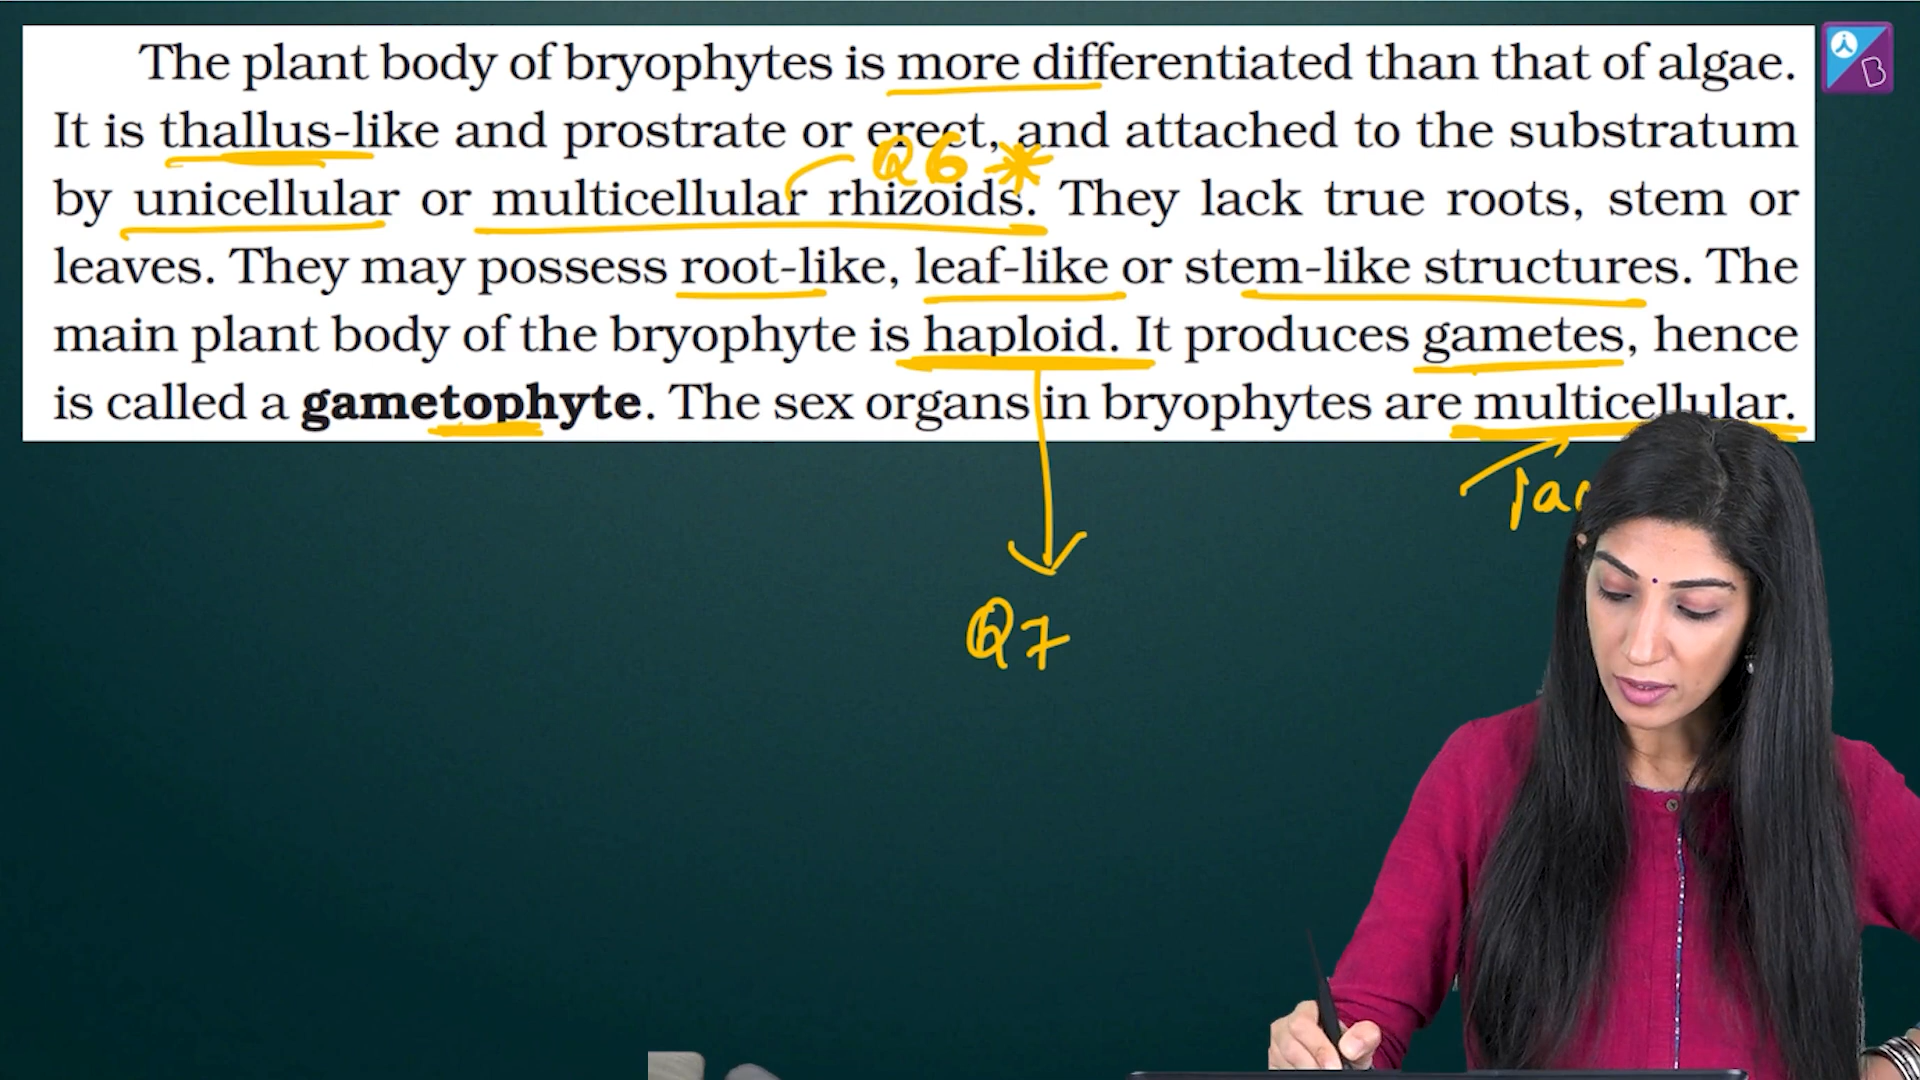 The plant body of bryophytes is more differentiated than that of algae.
It is thallus-like and prostrate or erect, and attached to the substratum
Q6 *
by unicellular or multicellular rhizoids. They lack true roots, stem or
leaves. They may possess root-like, leaf-like or stem-like structures. The
main plant body of the bryophyte is haploid. It produces gametes, hence
is called a gametophyte. The sex organs in bryophytes are multicellular.
Q7
B